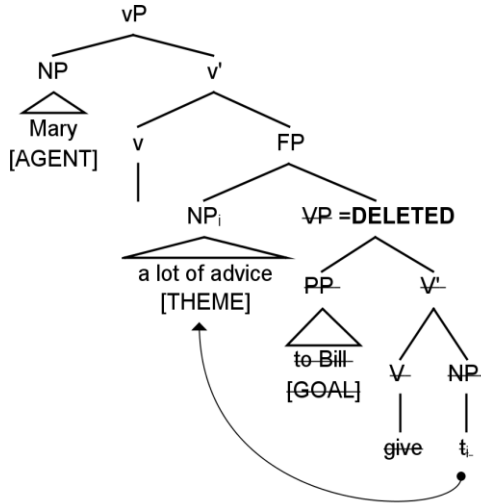 vP
NP v'
Mary
[AGENT]
v FP
NPi VP =DELETED
a lot of advice
[THEME]
PP V'
to Bill
[GOAL]
V NP
give ti